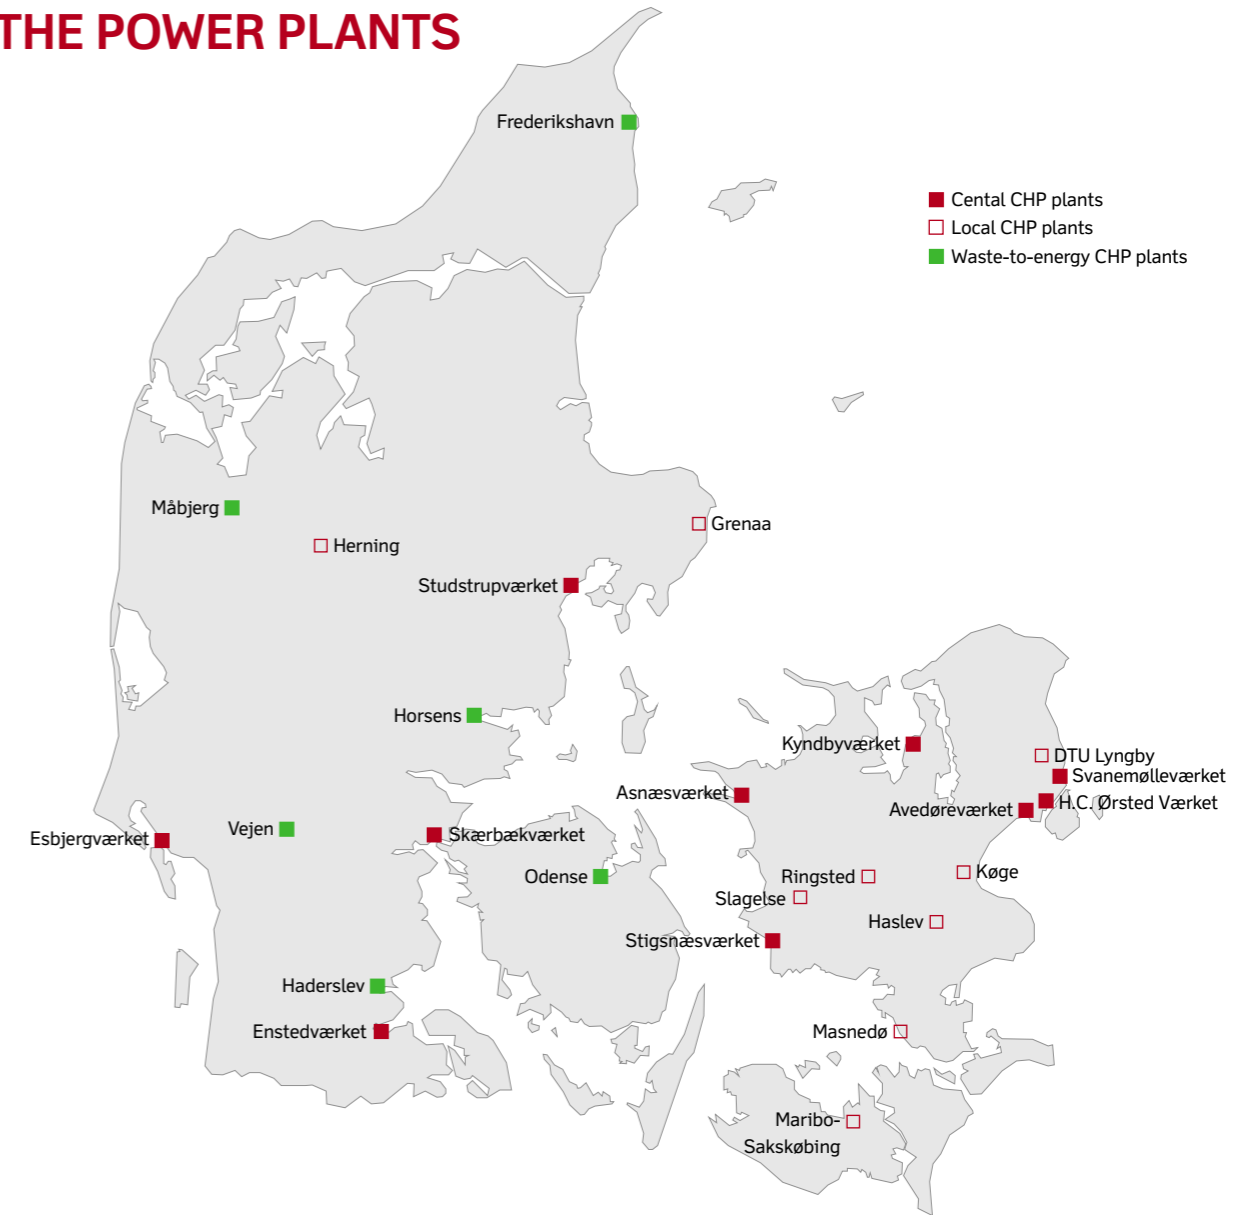 THE POWER PLANTS
Frederikshavn
Cental CHP plants
Local CHP plants
Waste-to-energy CHP plants
Måbjerg
Herning
Grenaa
Studstrupværket
Horsens
Kyndbyværket
DTU Lyngby
Svanemølleværket
Asnæsværket
H.C. Ørsted Værket
Avedøreværket
Esbjergværket
Vejen
Skærbækværket
Odense
Ringsted
Køge
Slagelse
Haslev
Stigsnæsværket
Haderslev
Enstedværket
Masnedø
Maribo-
Sakskøbing